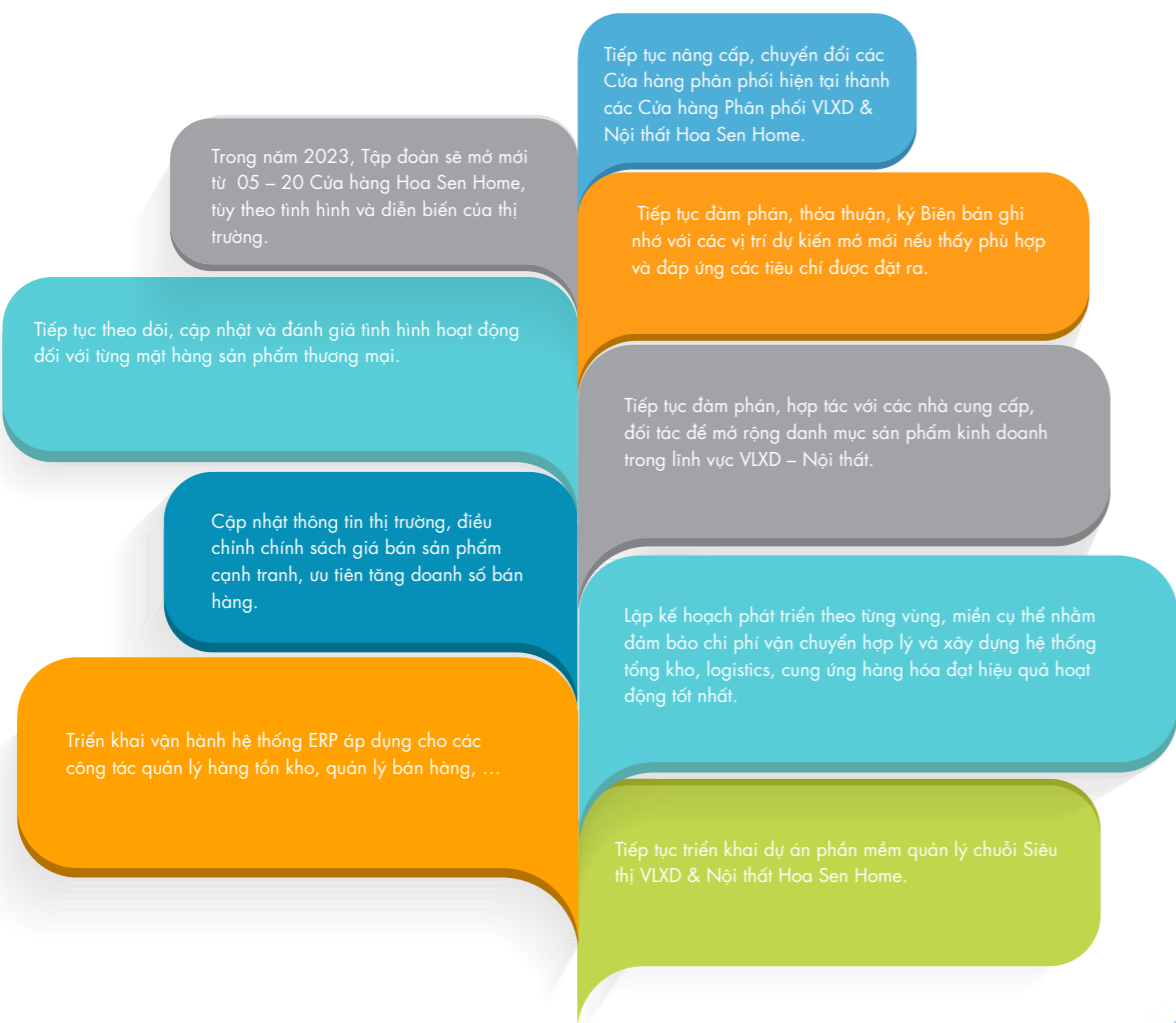 Tiếp tục nâng cấp, chuyển đổi các
Cửa hàng phân phối hiện tại thành
các Cửa hàng Phân phối VLXD &
Nội thất Hoa Sen Home.
Trong năm 2023, Tập đoàn sẽ mở mới
từ 05 – 20 Cửa hàng Hoa Sen Home,
tùy theo tình hình và diễn biến của thị
trường.
Tiếp tục đàm phán, thỏa thuận, ký Biên bản ghi
nhớ với các vị trí dự kiến mở mới nếu thấy phù hợp
và đáp ứng các tiêu chí được đặt ra.
Tiếp tục theo dõi, cập nhật và đánh giá tình hình hoạt động
đối với từng mặt hàng sản phẩm thương mại.
Tiếp tục đàm phán, hợp tác với các nhà cung cấp,
đối tác để mở rộng danh mục sản phẩm kinh doanh
trong lĩnh vực VLXD – Nội thất.
Cập nhật thông tin thị trường, điều
chỉnh chính sách giá bán sản phẩm
cạnh tranh, ưu tiên tăng doanh số bán
hàng.
Lập kế hoạch phát triển theo từng vùng, miền cụ thể nhằm
đảm bảo chi phí vận chuyển hợp lý và xây dựng hệ thống
tổng kho, logistics, cung ứng hàng hóa đạt hiệu quả hoạt
động tốt nhất.
Triển khai vận hành hệ thống ERP áp dụng cho các
công tác quản lý hàng tồn kho, quản lý bán hàng, ...
Tiếp tục triển khai dự án phần mềm quản lý chuỗi Siêu
thị VLXD & Nội thất Hoa Sen Home.